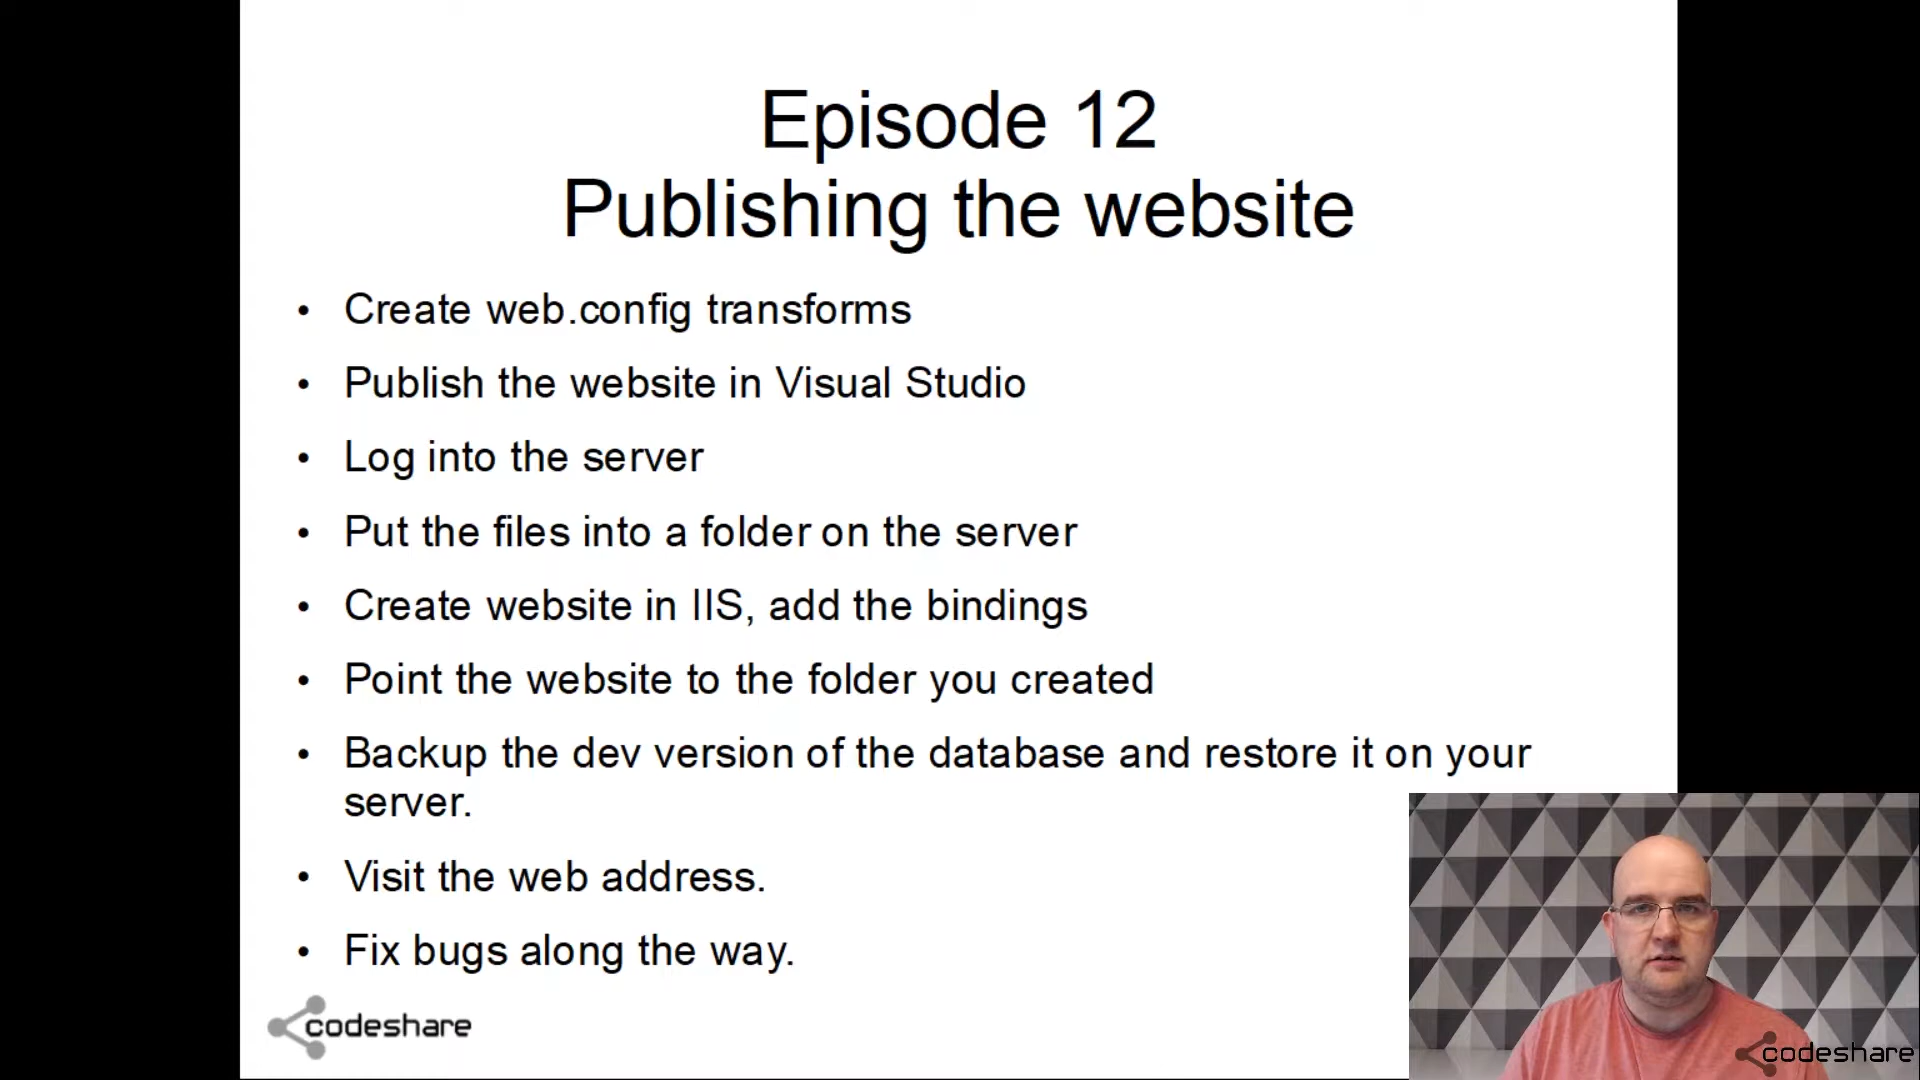 Episode 12
Publishing the website
• Create web.config transforms
• Publish the website in Visual Studio
• Log into the server
• Put the files into a folder on the server
• Create website in IIS, add the bindings
• Point the website to the folder you created
• Backup the dev version of the database and restore it on your
server.
• Visit the web address.
• Fix bugs along the way.
codeshare
codeshare